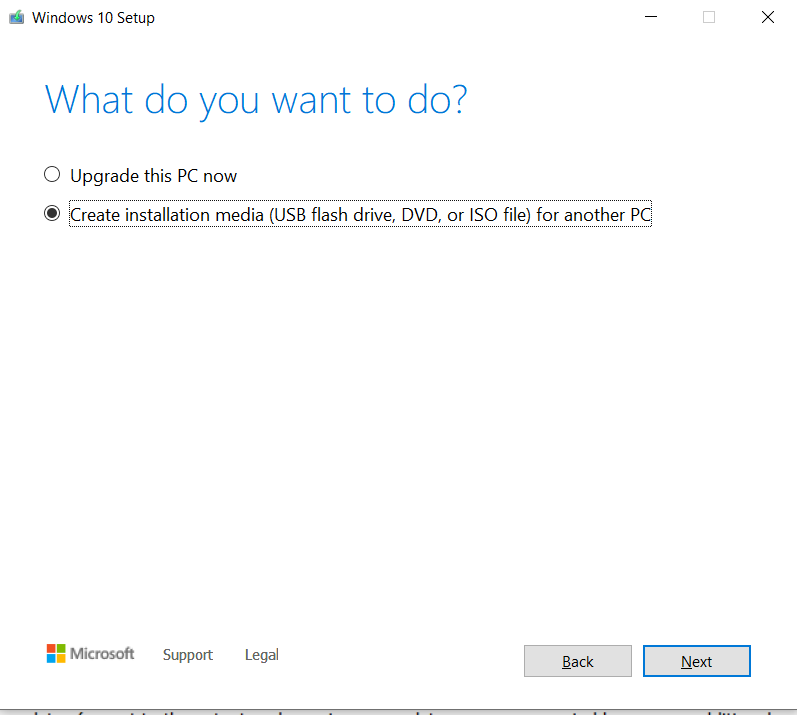 Windows 10 Setup
What do you want to do?
Upgrade this PC now
Create installation media (USB flash drive, DVD, or ISO file) for another PC
Microsoft Support Legal
Back Next